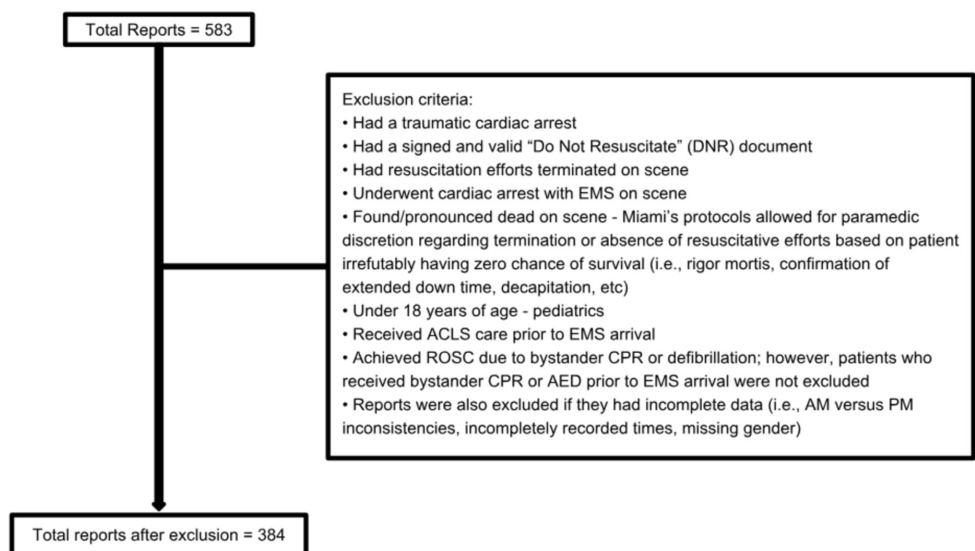 Total Reports = 583
Exclusion criteria:
• Had a traumatic cardiac arrest
• Had a signed and valid “Do Not Resuscitate” (DNR) document
• Had resuscitation efforts terminated on scene
• Underwent cardiac arrest with EMS on scene
• Found/pronounced dead on scene - Miami’s protocols allowed for paramedic
discretion regarding termination or absence of resuscitative efforts based on patient
irrefutably having zero chance of survival (i.e., rigor mortis, confirmation of
extended down time, decapitation, etc)
• Under 18 years of age - pediatrics
• Received ACLS care prior to EMS arrival
• Achieved ROSC due to bystander CPR or defibrillation; however, patients who
received bystander CPR or AED prior to EMS arrival were not excluded
• Reports were also excluded if they had incomplete data (i.e., AM versus PM
inconsistencies, incompletely recorded times, missing gender)
Total reports after exclusion = 384